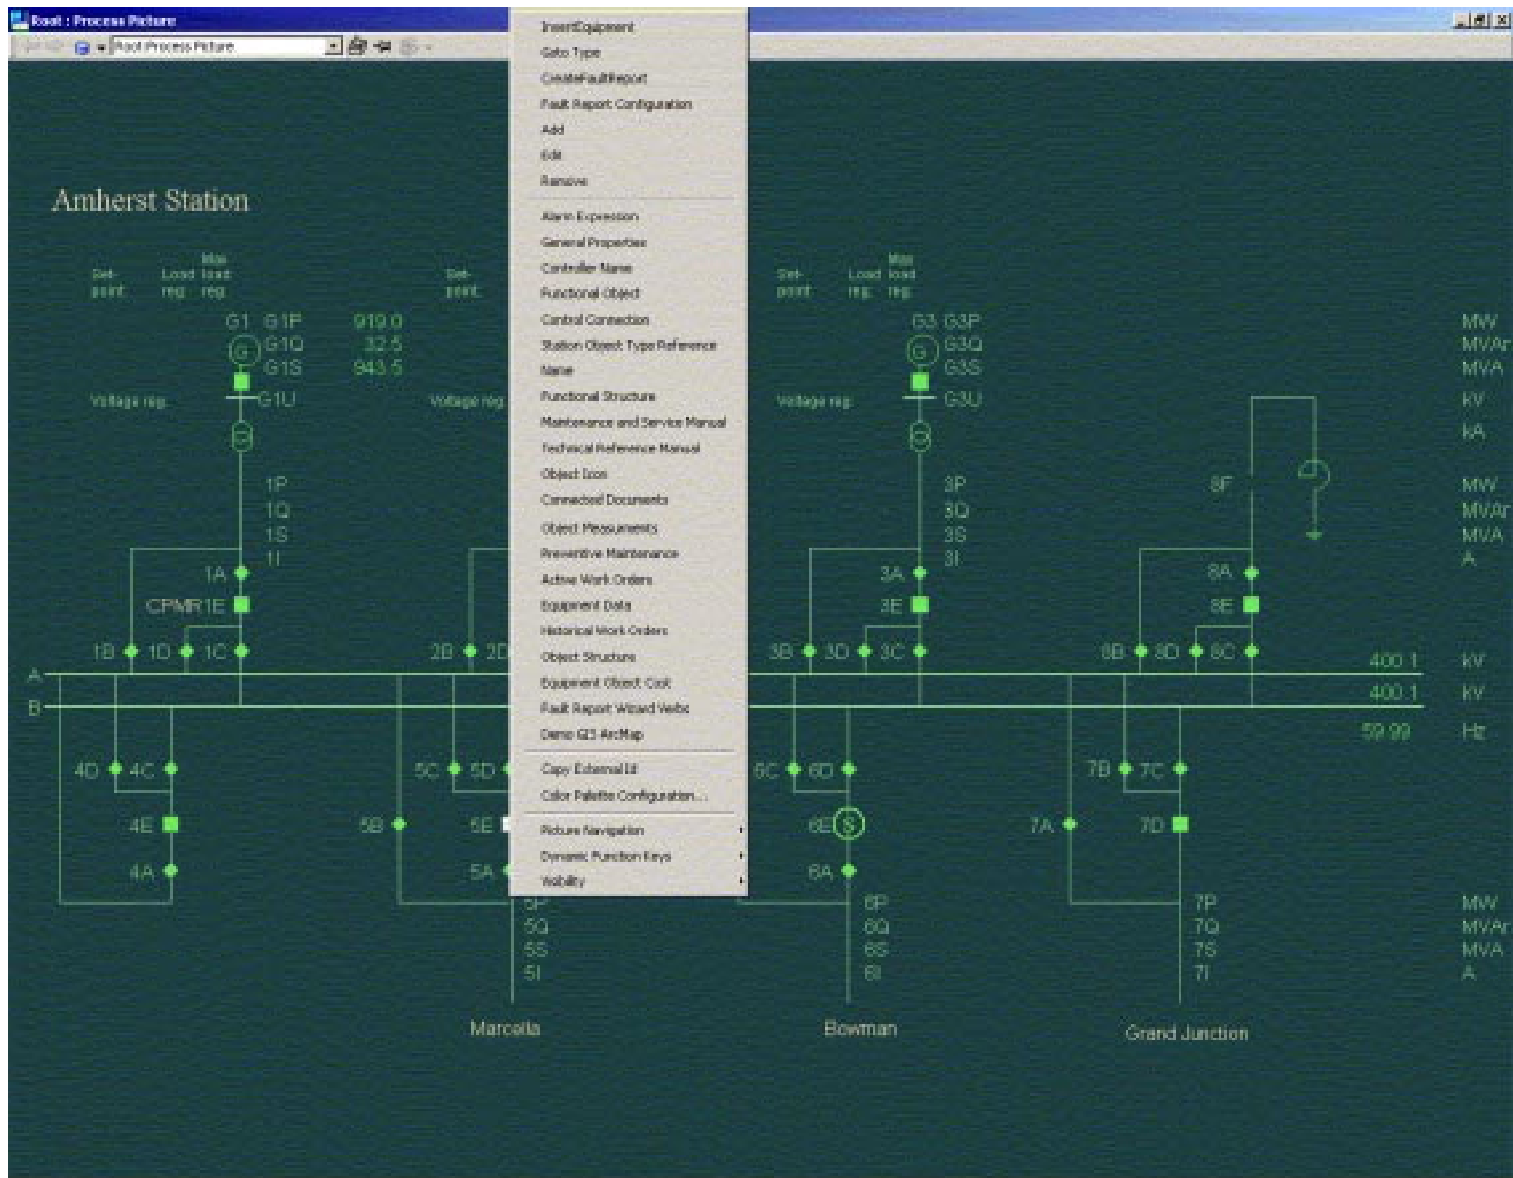 Root : Process Picture
Root:Process Picture
InsertEquipment
Goto Type
CreateFaultReport
Fault Report Configuration
Add
Edit
Remove
Alarm Expression
General Properties
Controller Name
Functional Object
Control Connection
Station Object Type Reference
Name
Functional Structure
Maintenance and Service Manual
Technical Reference Manual
Object Icon
Connected Documents
Object Measurments
Preventive Maintenance
Active Work Orders
Equipment Data
Historical Work Orders
Object Structure
Equipment Object Cost
Fault Report Wizard Verbs
Demo GIS ArcMap
Copy ExternalId
Color Palette Configuration...
Picture Navigation
Dynamic Function Keys
Visibility
Amherst Station
Max Max
Set- Load load Set- Set- Load load
point reg. reg. point point reg. reg.
G1 G1P 919.0 G3 G3P MW
G G1Q 32.5 G G3Q MVAr
G1S 943.5 G3S MVA
Voltage reg. G1U Voltage reg. Voltage reg. G3U kV
kA
1P 3P 8F MW
1Q 3Q MVAr
1S 3S MVA
1I 3I A
1A 3A 8A
CPMR1E 3E 8E
1B 1D 1C 2B 2D 3B 3D 3C 8B 8D 8C
A 400.1 kV
B 400.1 kV
59.99 Hz
4D 4C 5C 5D 6C 6D 7B 7C
4E 5B 5E 6E S 7A 7D
4A 5A 6A
5P 6P 7P MW
5Q 6Q 7Q MVAr
5S 6S 7S MVA
5I 6I 7I A
Marcella Bowman Grand Junction